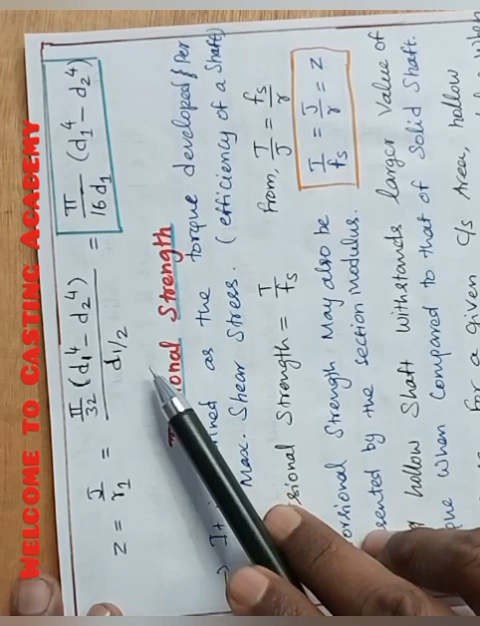 WELCOME TO CASTING ACADEMY
z = J/r₁ = π/32 (d₁⁴ - d₂⁴) / d₁/2 = π/16d₁ (d₁⁴ - d₂⁴)
onal Strength
→ It ined as the torque developed { Per
Max. Shear Stress. (efficiency of a Shaft)
sional Strength = T/fs from, T/J = fs/r
orsional Strength May also be
sented by the section modulus. T/fs = J/r = z
hollow Shaft Withstands larger Value of
que When Compared to that of Solid Shaft.
for a given c/s Area, hollow